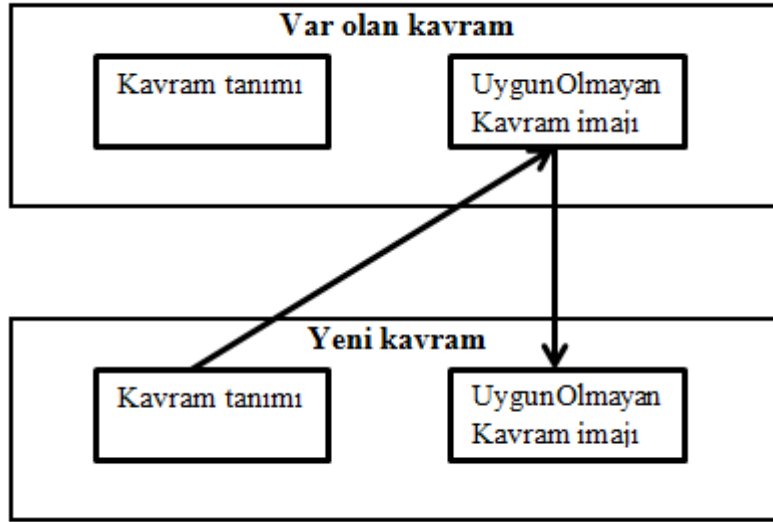 Var olan kavram
Kavram tanımı
UygunOlmayan
Kavram imajı
Yeni kavram
Kavram tanımı
UygunOlmayan
Kavram imajı